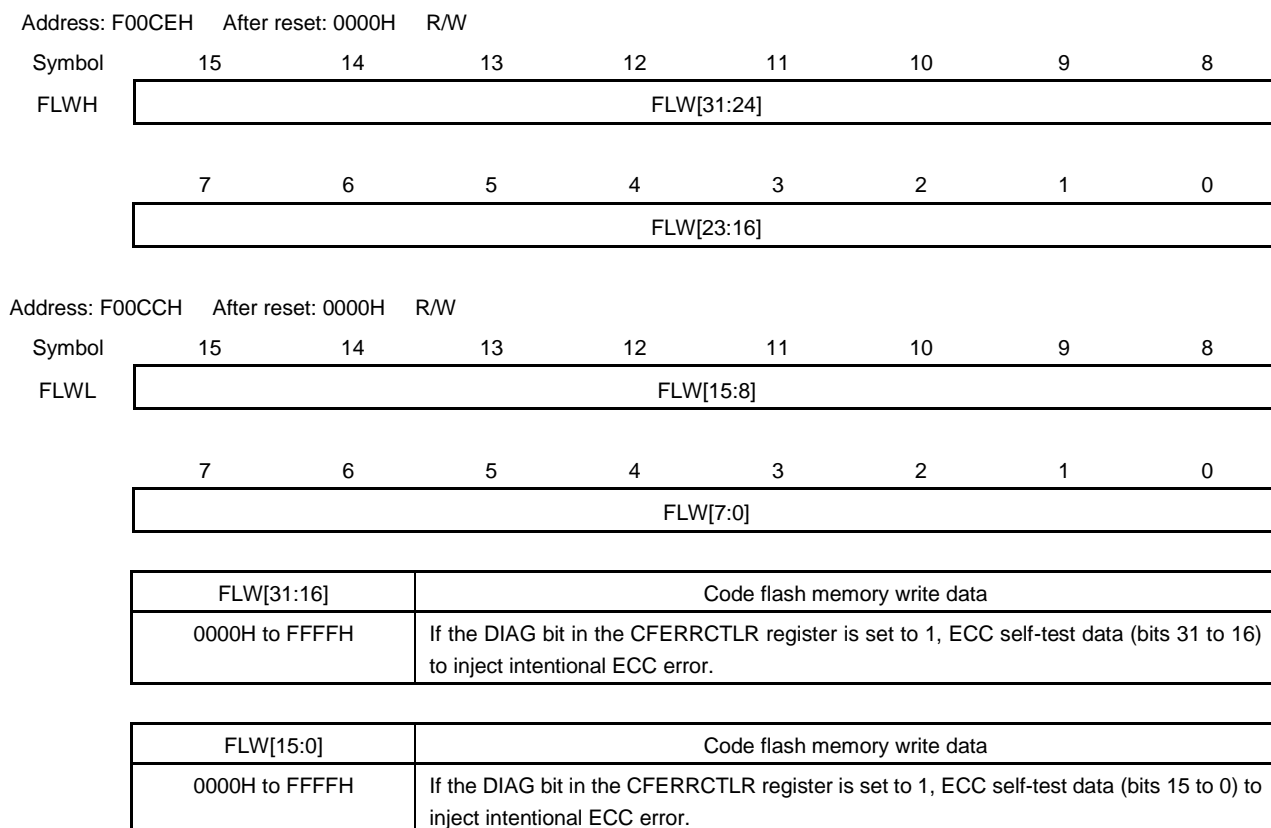 Address: F00CEH After reset: 0000H R/W
Symbol 15 14 13 12 11 10 9 8
FLWH FLW[31:24]
7 6 5 4 3 2 1 0
FLW[23:16]
Address: F00CCH After reset: 0000H R/W
Symbol 15 14 13 12 11 10 9 8
FLWL FLW[15:8]
7 6 5 4 3 2 1 0
FLW[7:0]
FLW[31:16] Code flash memory write data
0000H to FFFFH If the DIAG bit in the CFERRCTLR register is set to 1, ECC self-test data (bits 31 to 16)
to inject intentional ECC error.
FLW[15:0] Code flash memory write data
0000H to FFFFH If the DIAG bit in the CFERRCTLR register is set to 1, ECC self-test data (bits 15 to 0) to
inject intentional ECC error.